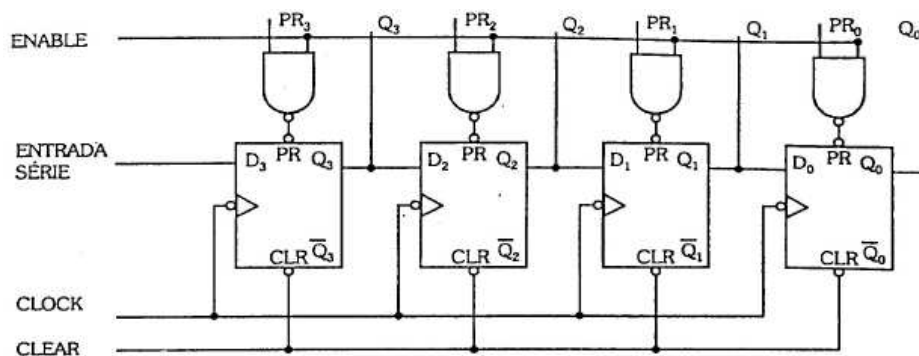 PR₃ Q₃ PR₂ Q₂ PR₁ Q₁ PR₀ Q₀
ENABLE
ENTRADA
SÉRIE
D₃ PR Q₃ D₂ PR Q₂ D₁ PR Q₁ D₀ PR Q₀
CLR Q̅₃ CLR Q̅₂ CLR Q̅₁ CLR Q̅₀
CLOCK
CLEAR